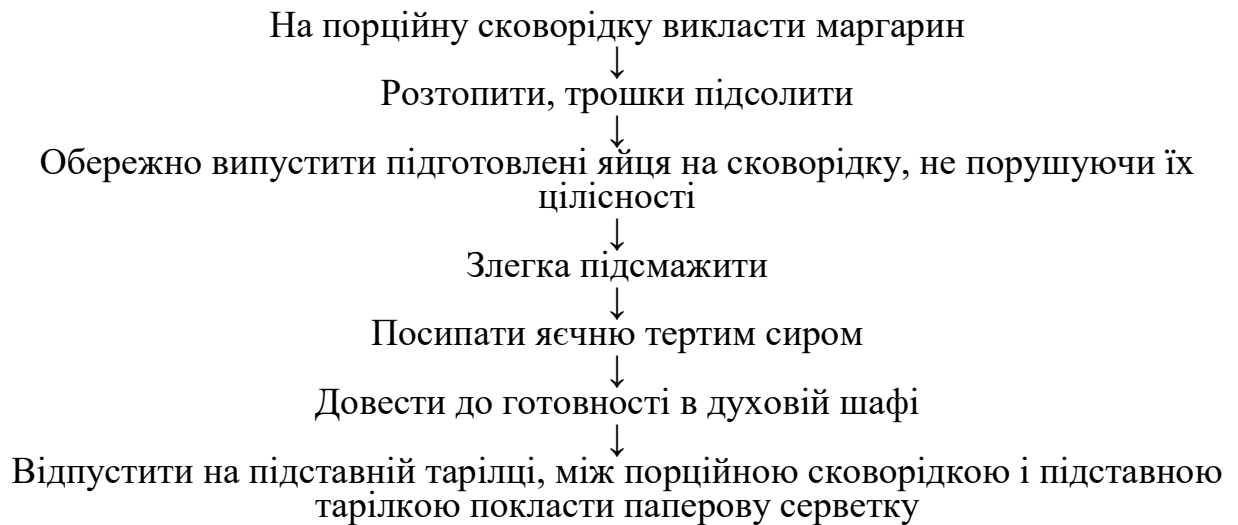 На порційну сковорідку викласти маргарин
↓
Розтопити, трошки підсолити
↓
Обережно випустити підготовлені яйця на сковорідку, не порушуючи їх
цілісності
↓
Злегка підсмажити
↓
Посипати яєчню тертим сиром
↓
Довести до готовності в духовій шафі
↓
Відпустити на підставній тарілці, між порційною сковорідкою і підставною
тарілкою покласти паперову серветку